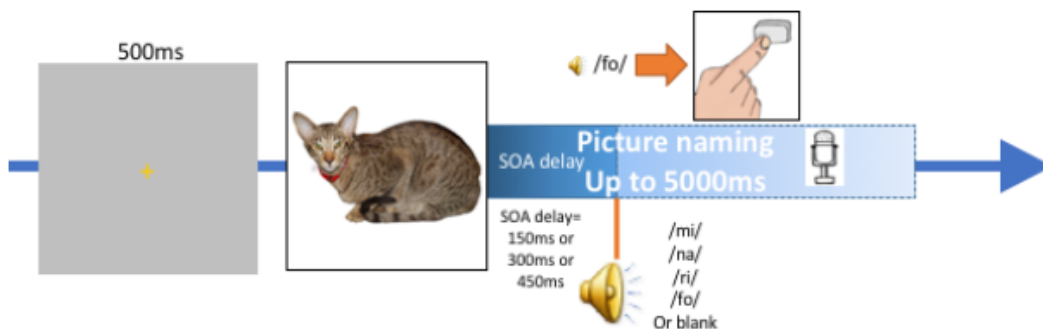 500ms
/fo/
SOA delay
Picture naming
Up to 5000ms
SOA delay=
150ms or
300ms or
450ms
/mi/
/na/
/ri/
/fo/
Or blank